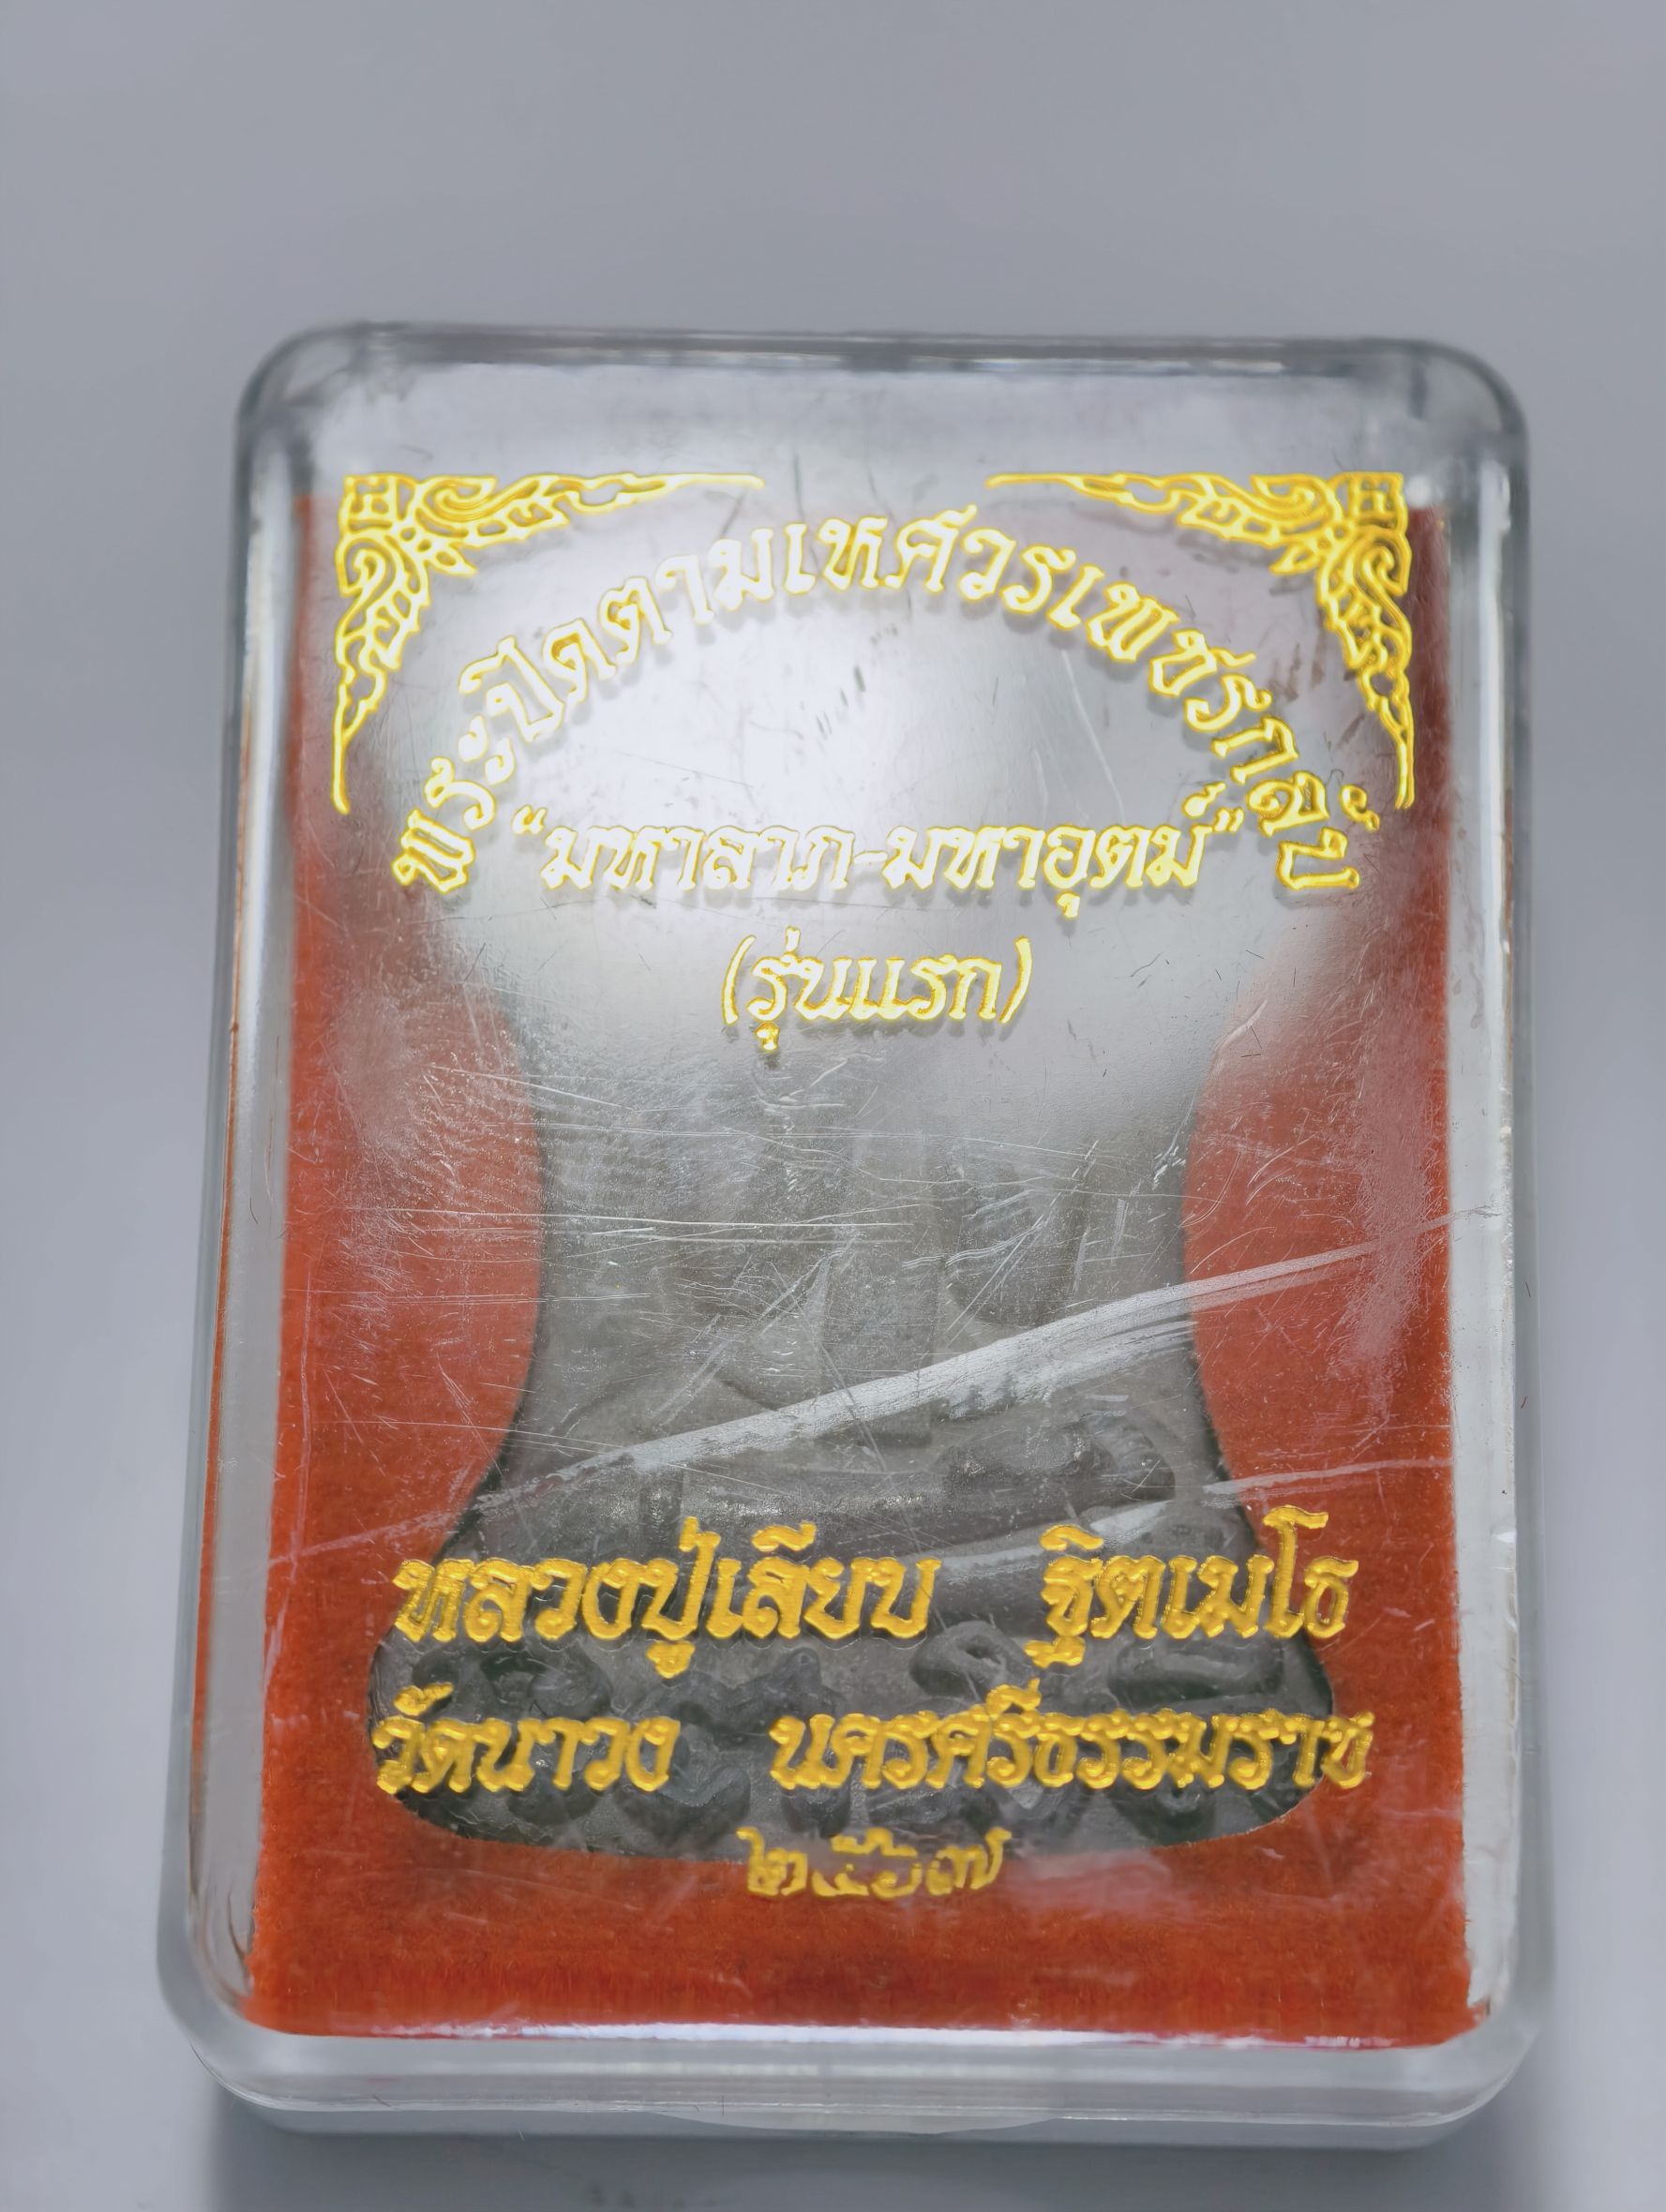 พระปิดตามเหศวรเพชรกลับ
“มหาลาภ-มหาอุตม์”
(รุ่นแรก)
หลวงปู่เลียบ ฐิตเมโธ
วัดนาวง นครศรีธรรมราช
๒๕๖๗